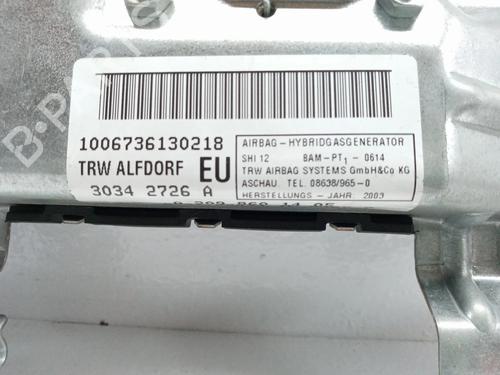 1006736130218
TRW ALFDORF EU
3034 2726 A
AIRBAG-HYBRIDGASGENERATOR
SHI 12 BAM-PT1-0614
TRW AIRBAG SYSTEMS GmbH&Co KG
ASCHAU TEL. 08638/965-0
HERSTELLUNGS-JAHR. 2003
B-PARTS